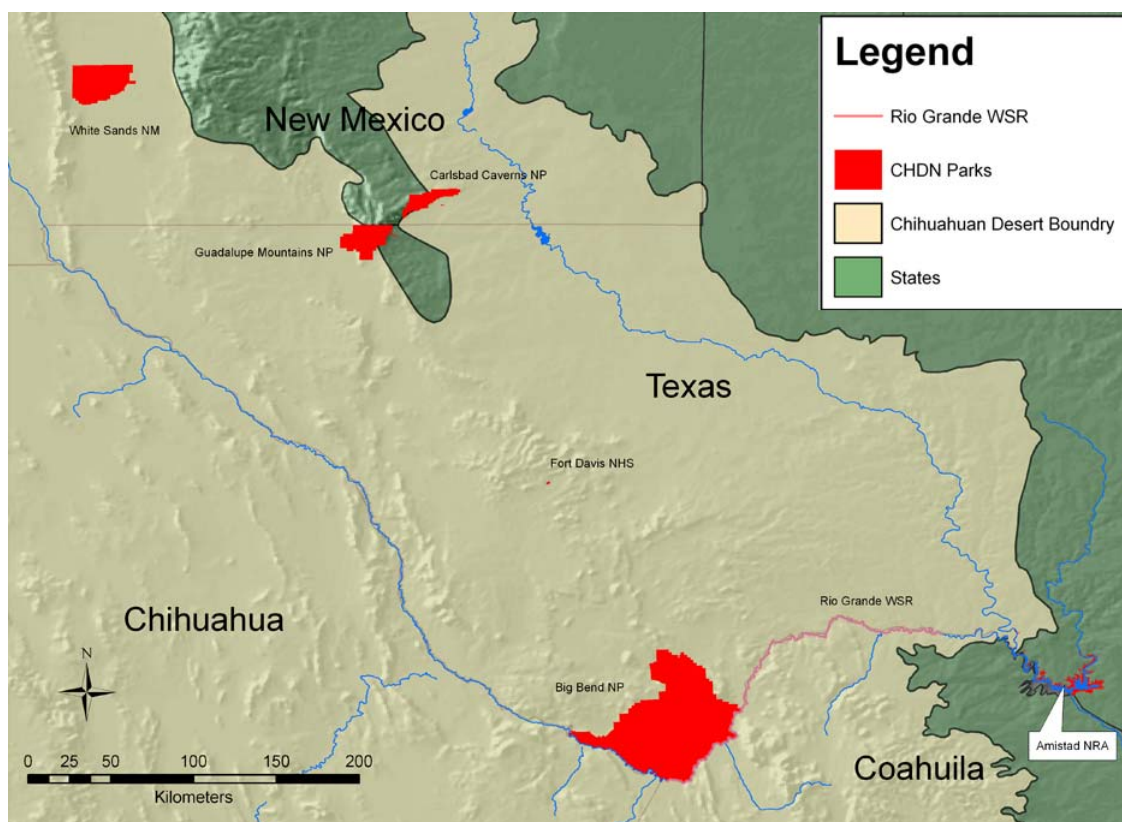 Legend
Rio Grande WSR
CHDN Parks
Chihuahuan Desert Boundry
States
White Sands NM
New Mexico
Carlsbad Caverns NP
Guadalupe Mountains NP
Texas
Fort Davis NHS
Chihuahua
Rio Grande WSR
N
Big Bend NP
Amistad NRA
Coahuila
0 25 50 100 150 200
Kilometers